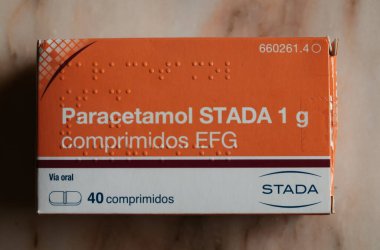 660261.4
Paracetamol STADA 1 g
comprimidos EFG
Vía oral
40 comprimidos
STADA